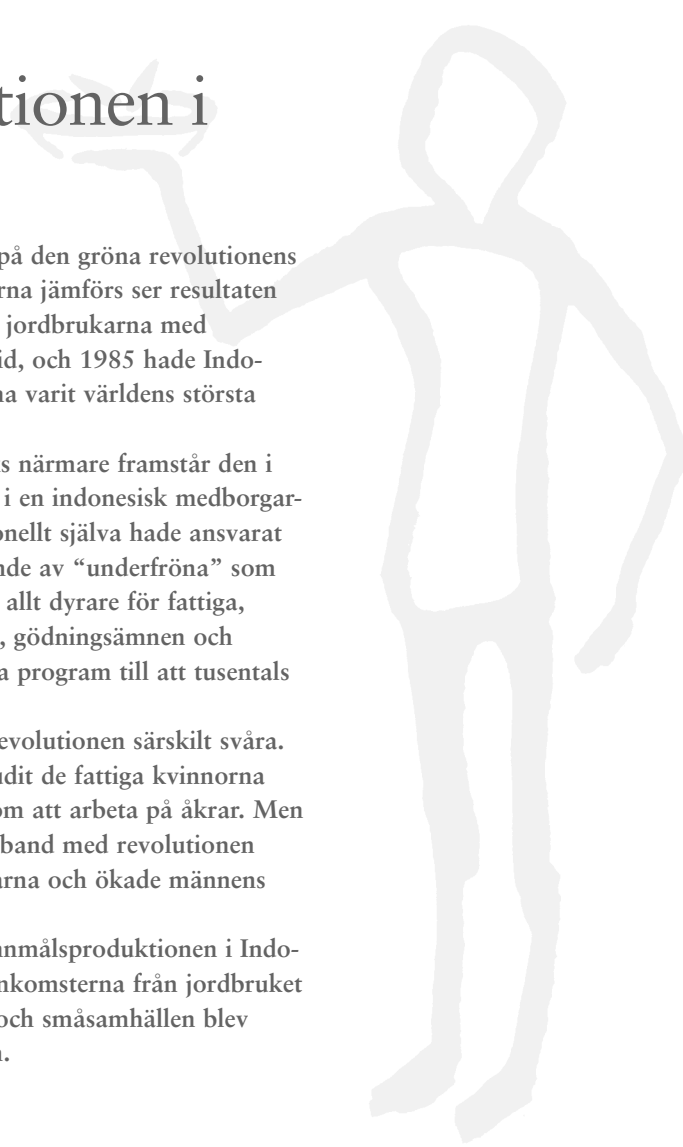 tionen i
på den gröna revolutionens
rna jämförs ser resultaten
jordbrukarna med
id, och 1985 hade Indo-
na varit världens största
s närmare framstår den i
i en indonesisk medborgar-
onellt själva hade ansvarat
nde av “underfröna” som
allt dyrare för fattiga,
, gödningsämnen och
a program till att tusentals
evolutionen särskilt svåra.
udit de fattiga kvinnorna
om att arbeta på åkrar. Men
band med revolutionen
arna och ökade männens
nnmålsproduktionen i Indo-
nkomsterna från jordbruket
och småsamhällen blev
n.